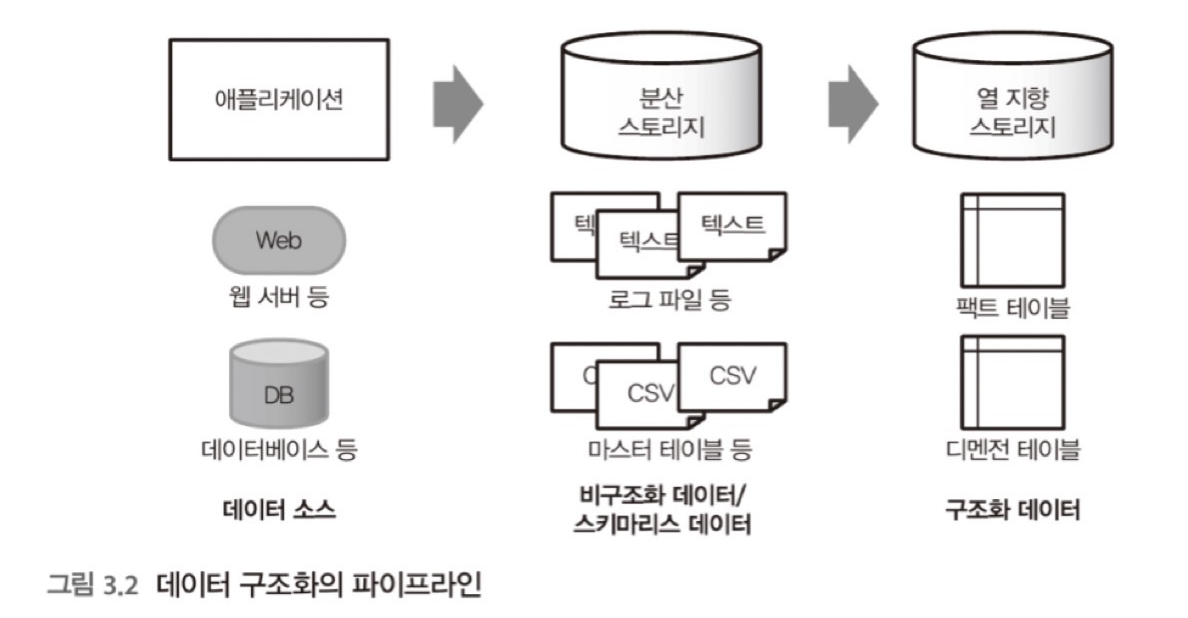 애플리케이션
분산
스토리지
열 지향
스토리지
Web
웹 서버 등
텍스트
텍스트
로그 파일 등
팩트 테이블
DB
데이터베이스 등
CSV
CSV
마스터 테이블 등
디멘전 테이블
데이터 소스
비구조화 데이터/
스키마리스 데이터
구조화 데이터
그림 3.2 데이터 구조화의 파이프라인